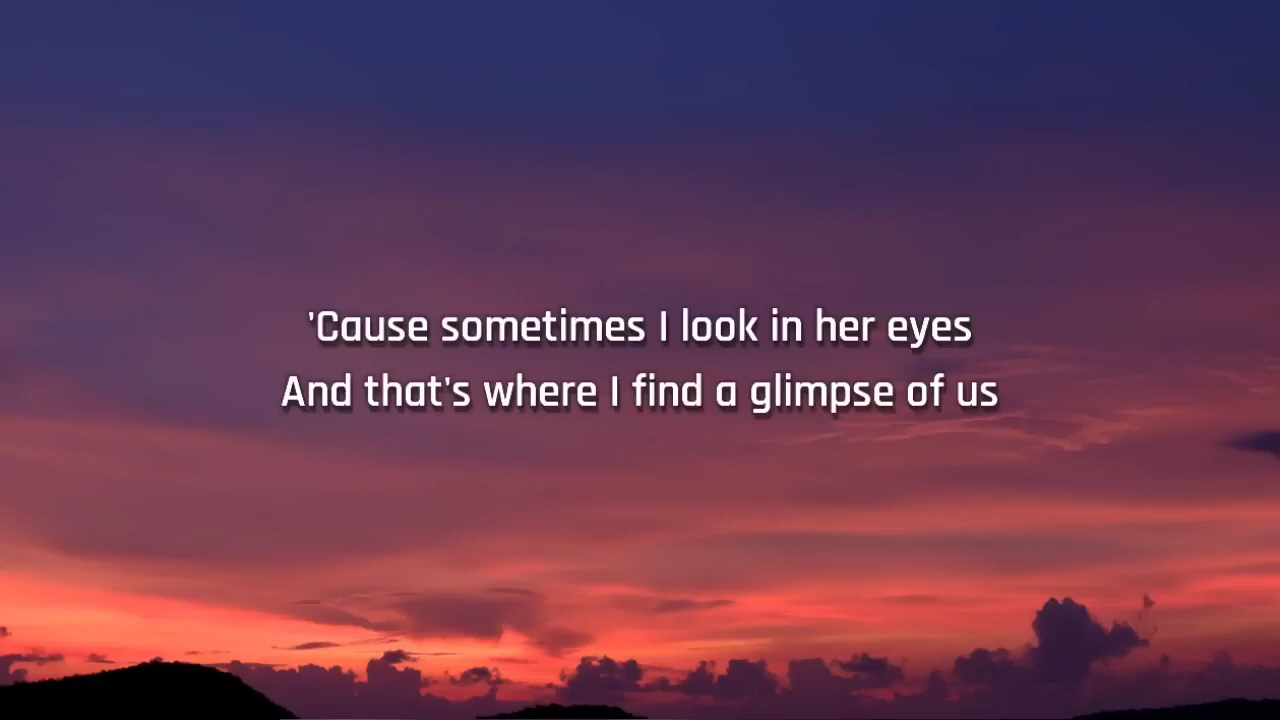 'Cause sometimes I look in her eyes
And that's where I find a glimpse of us